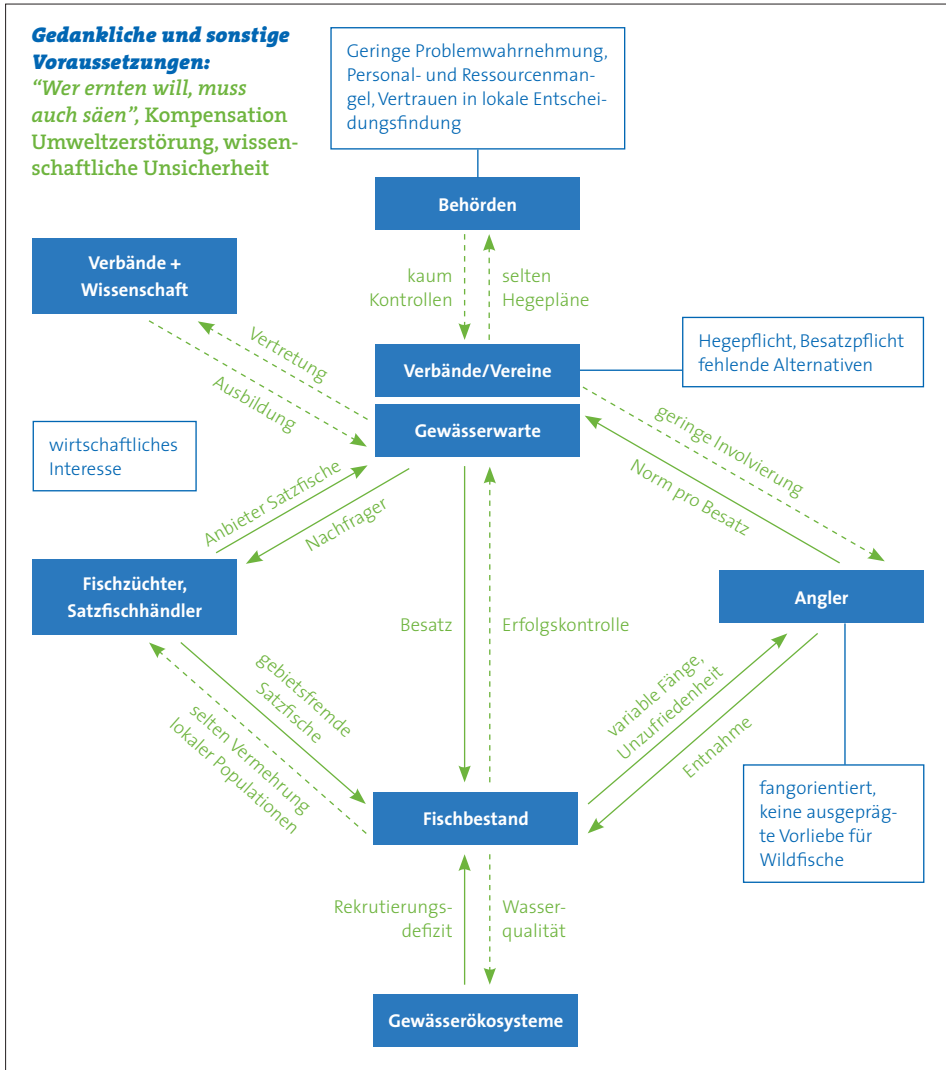 Gedankliche und sonstige
Voraussetzungen:
“Wer ernten will, muss
auch säen”, Kompensation
Umweltzerstörung, wissen-
schaftliche Unsicherheit
Geringe Problemwahrnehmung,
Personal- und Ressourcenman-
gel, Vertrauen in lokale Entschei-
dungsfindung
Behörden
Verbände +
Wissenschaft
kaum
Kontrollen
selten
Hegepläne
Vertretung
Ausbildung
Verbände/Vereine
Gewässerwarte
Hegepflicht, Besatzpflicht
fehlende Alternativen
wirtschaftliches
Interesse
geringe Involvierung
Norm pro Besatz
Anbieter Satzfische
Nachfrager
Fischzüchter,
Satzfischhändler
Angler
Besatz
Erfolgskontrolle
gebietsfremde
Satzfische
selten Vermehrung
lokaler Populationen
variable Fänge,
Unzufriedenheit
Entnahme
fangorientiert,
keine ausgepräg-
te Vorliebe für
Wildfische
Fischbestand
Rekrutierungs-
defizit
Wasser-
qualität
Gewässerökosysteme